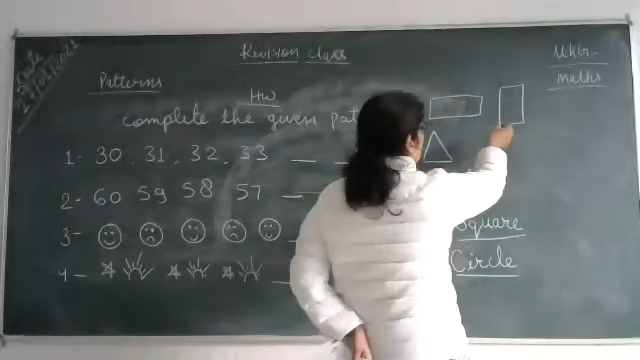 Revision class
UKG-
Maths
Patterns
HW
complete the given pat
1- 30 , 31 , 32 , 33
2- 60 59 58 57
3-
4-
Square
Circle